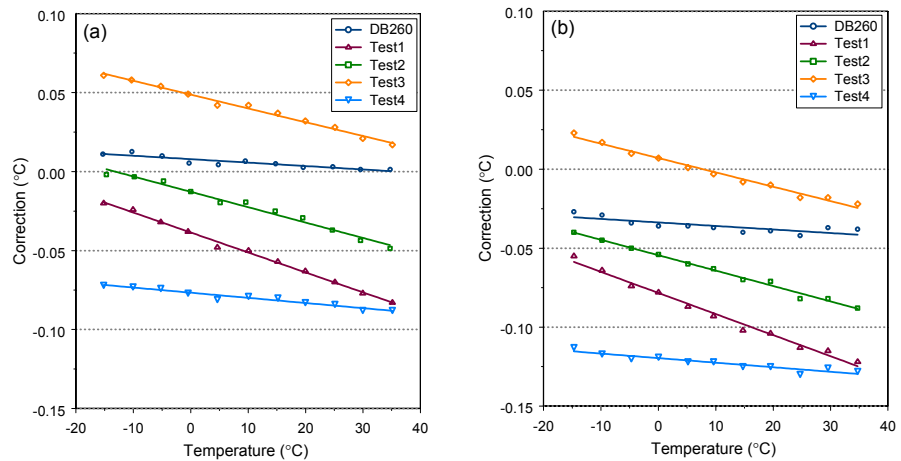 (a)
DB260
Test1
Test2
Test3
Test4
0.10
0.05
0.00
-0.05
-0.10
-0.15
Correction (°C)
-20 -10 0 10 20 30 40
Temperature (°C)
(b)
DB260
Test1
Test2
Test3
Test4
0.10
0.05
0.00
-0.05
-0.10
-0.15
Correction (°C)
-20 -10 0 10 20 30 40
Temperature (°C)